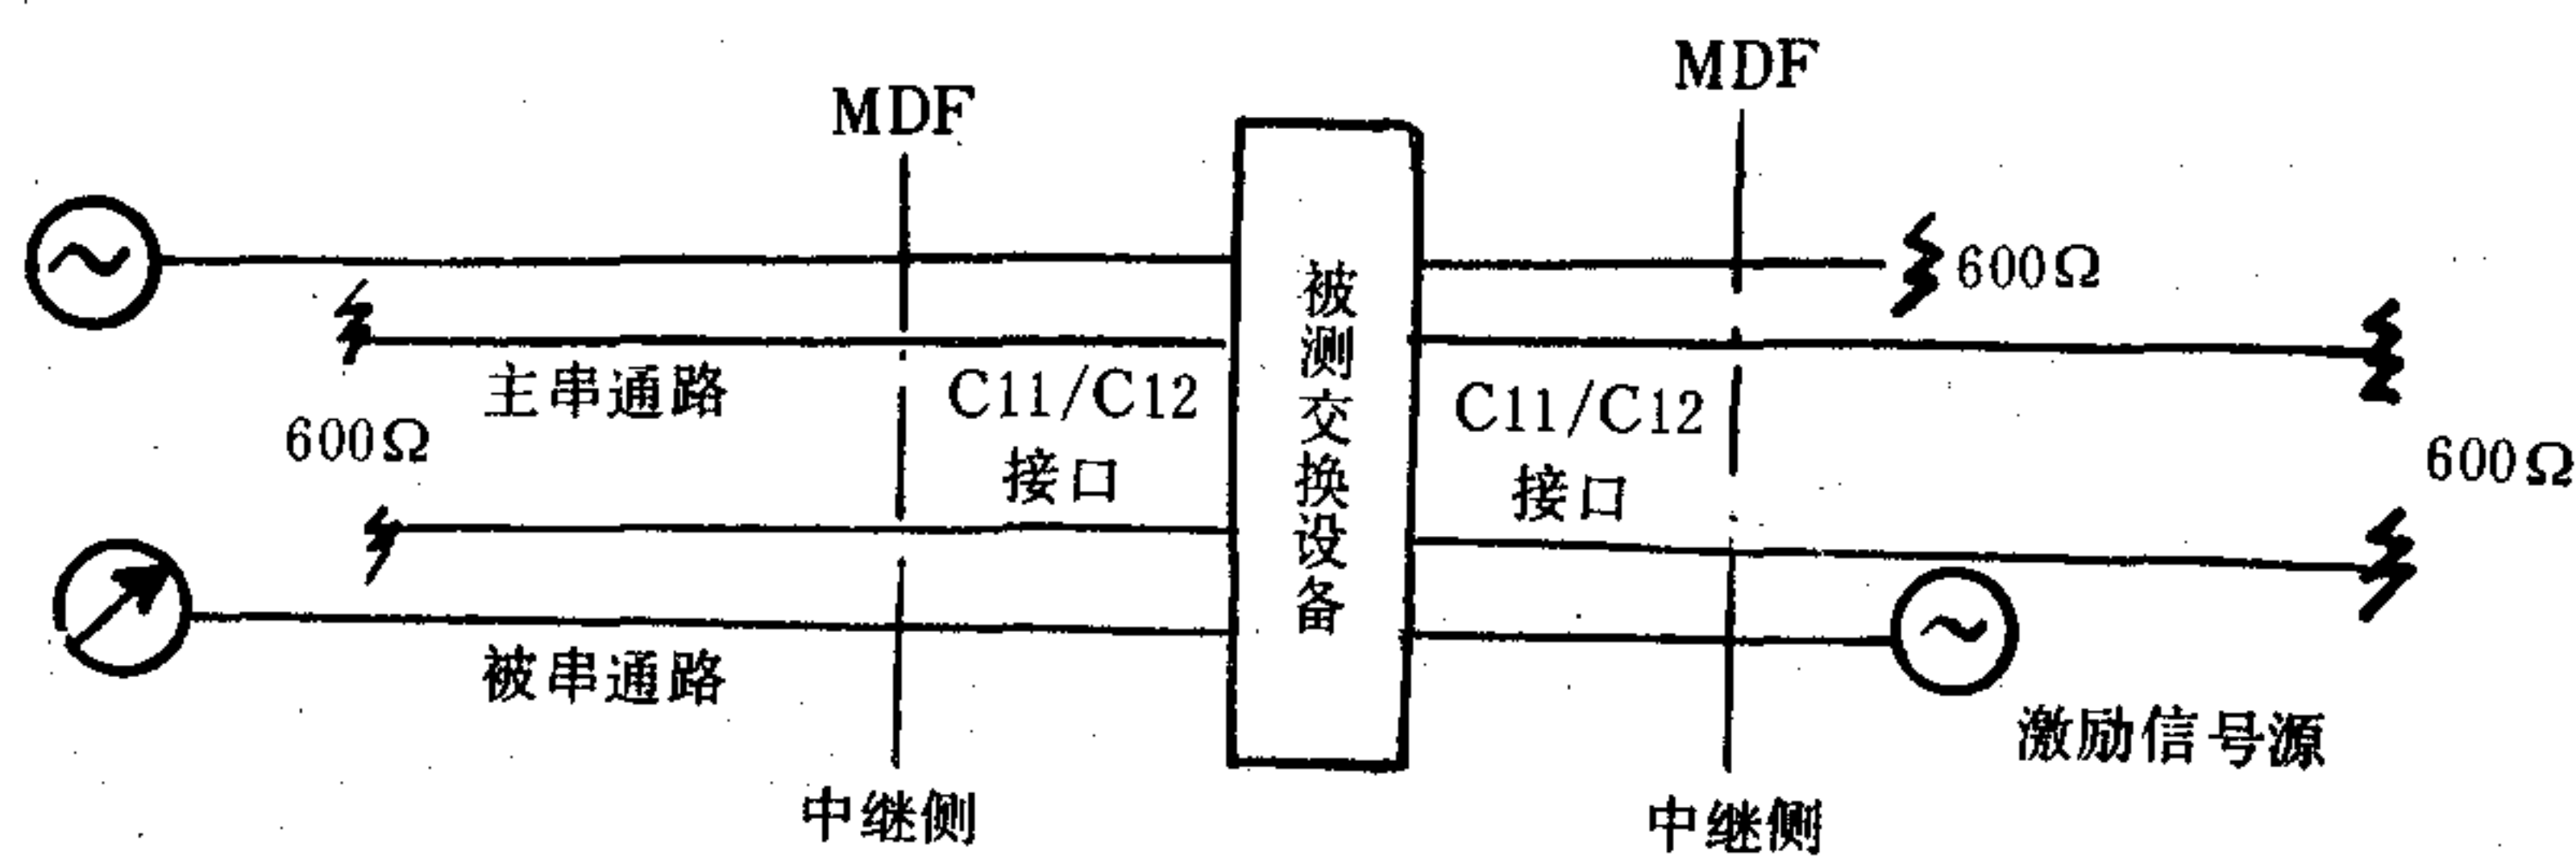 MDF
MDF
600Ω
主串通路
600Ω
C11/C12
接口
被测交换设备
C11/C12
接口
600Ω
被串通路
激励信号源
中继侧
中继侧